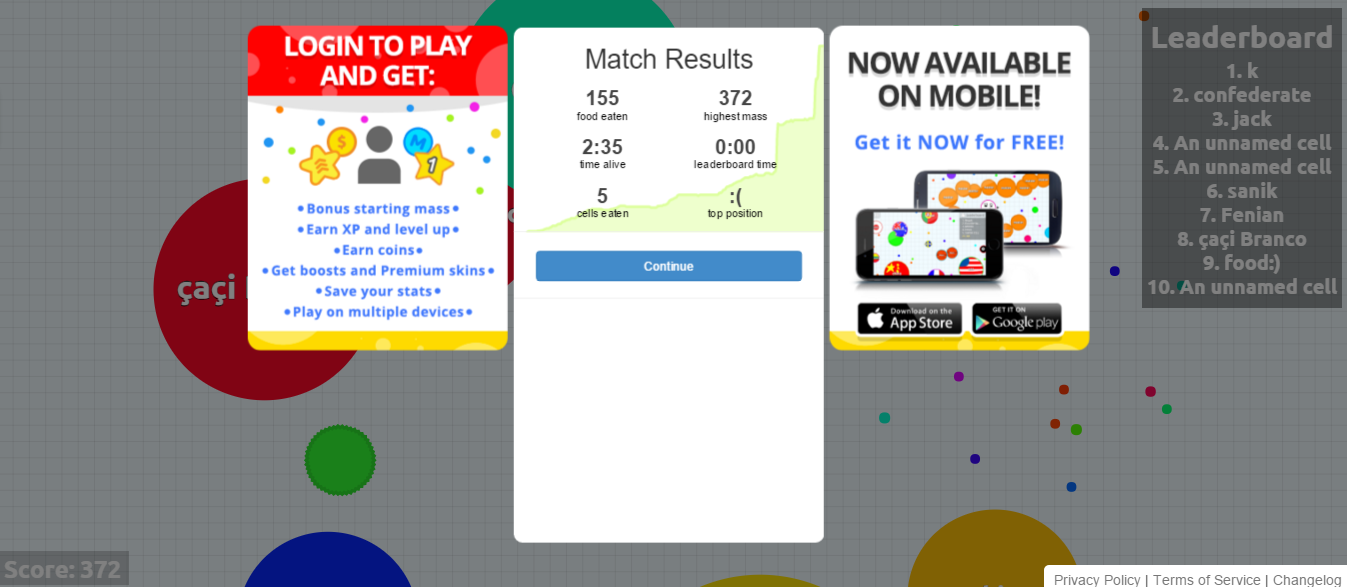 LOGIN TO PLAY
AND GET:
$
1
•Bonus starting mass•
•Earn XP and level up•
•Earn coins•
•Get boosts and Premium skins•
•Save your stats•
•Play on multiple devices•
Match Results
155
food eaten
372
highest mass
2:35
time alive
0:00
leaderboard time
5
cells eaten
:(
top position
Continue
NOW AVAILABLE
ON MOBILE!
Get it NOW for FREE!
Download on the
App Store
GET IT ON
Google play
Leaderboard
1. k
2. confederate
3. jack
4. An unnamed cell
5. An unnamed cell
6. sanik
7. Fenian
8. çaçi Branco
9. food:)
10. An unnamed cell
çaçi
Score: 372
Privacy Policy | Terms of Service | Changelog